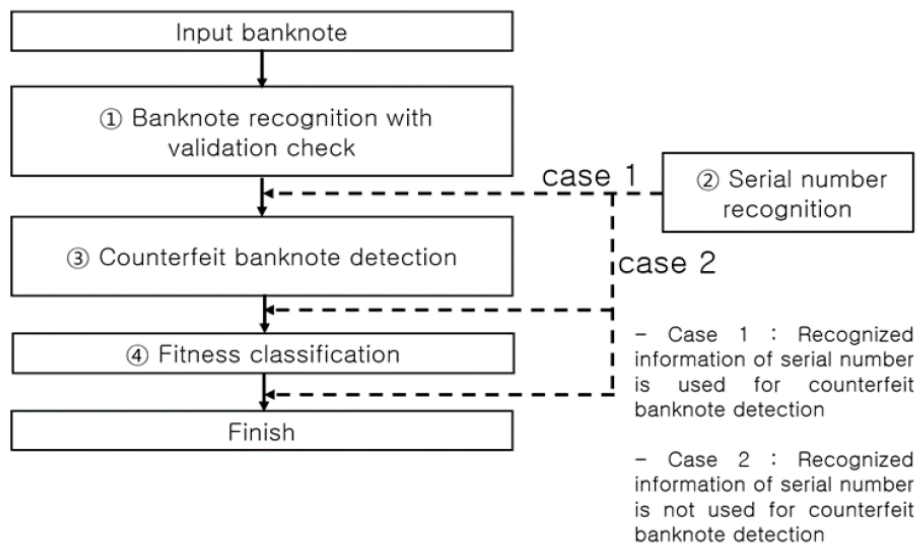 Input banknote
① Banknote recognition with
validation check
case 1
② Serial number
recognition
③ Counterfeit banknote detection
case 2
④ Fitness classification
Finish
- Case 1 : Recognized
information of serial number
is used for counterfeit
banknote detection
- Case 2 : Recognized
information of serial number
is not used for counterfeit
banknote detection